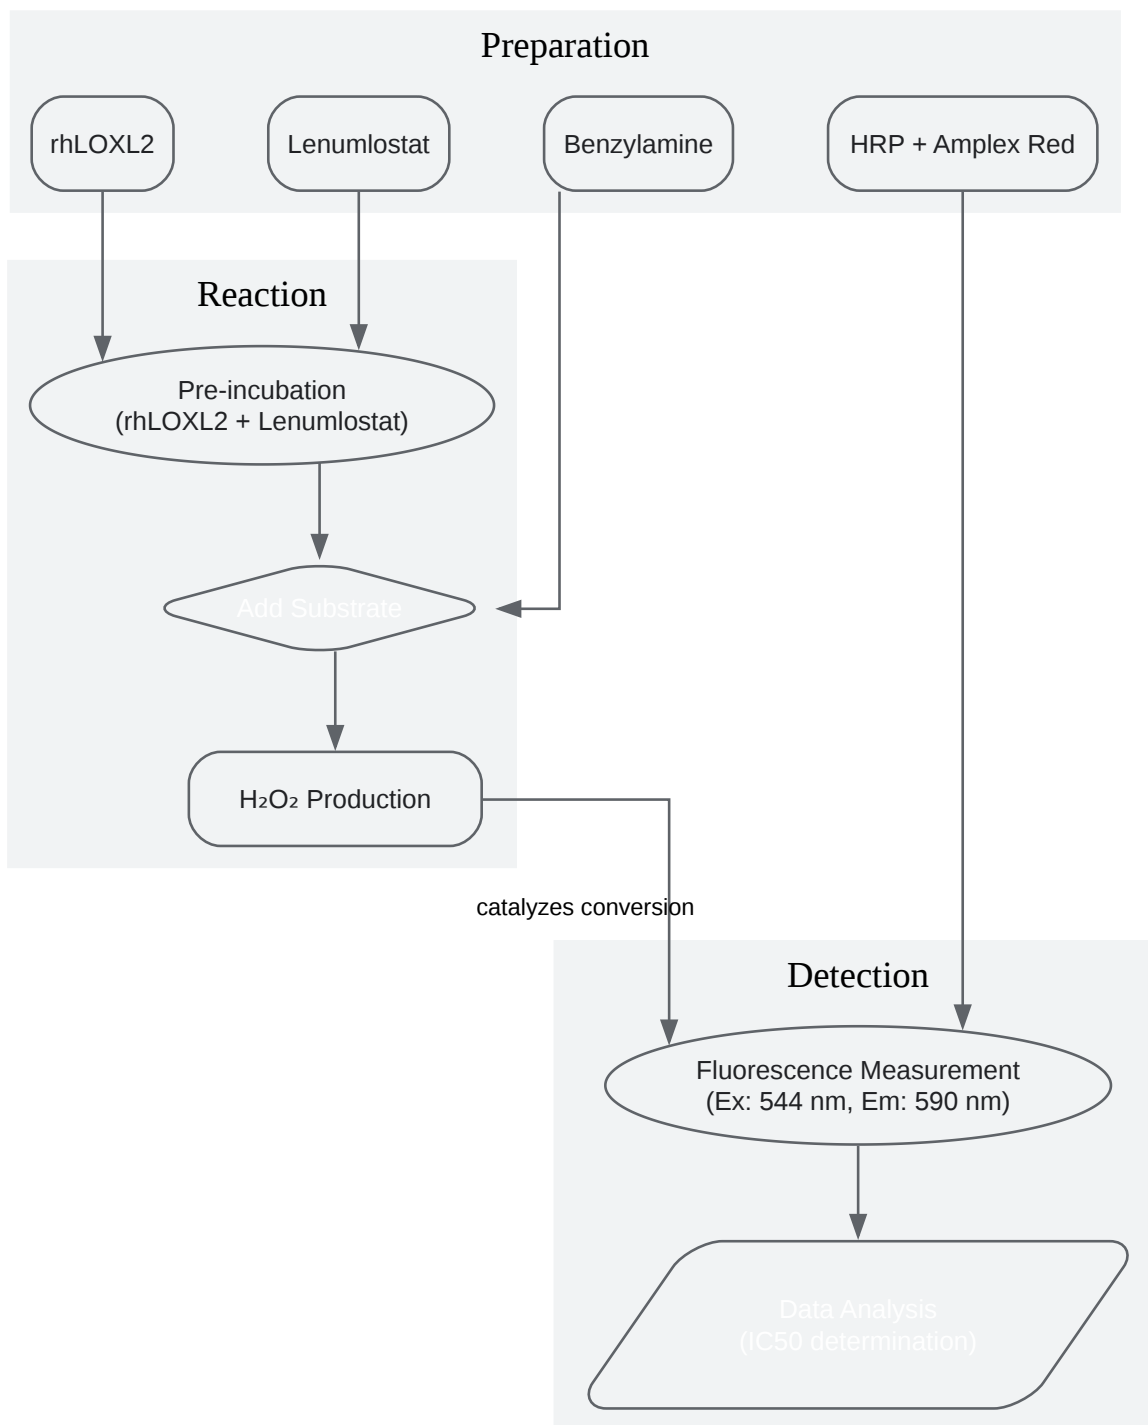 Preparation
rhLOXL2
Lenumlostat
Benzylamine
HRP + Amplex Red
Reaction
Pre-incubation
(rhLOXL2 + Lenumlostat)
Add Substrate
H₂O₂ Production
catalyzes conversion
Detection
Fluorescence Measurement
(Ex: 544 nm, Em: 590 nm)
Data Analysis
(IC50 determination)